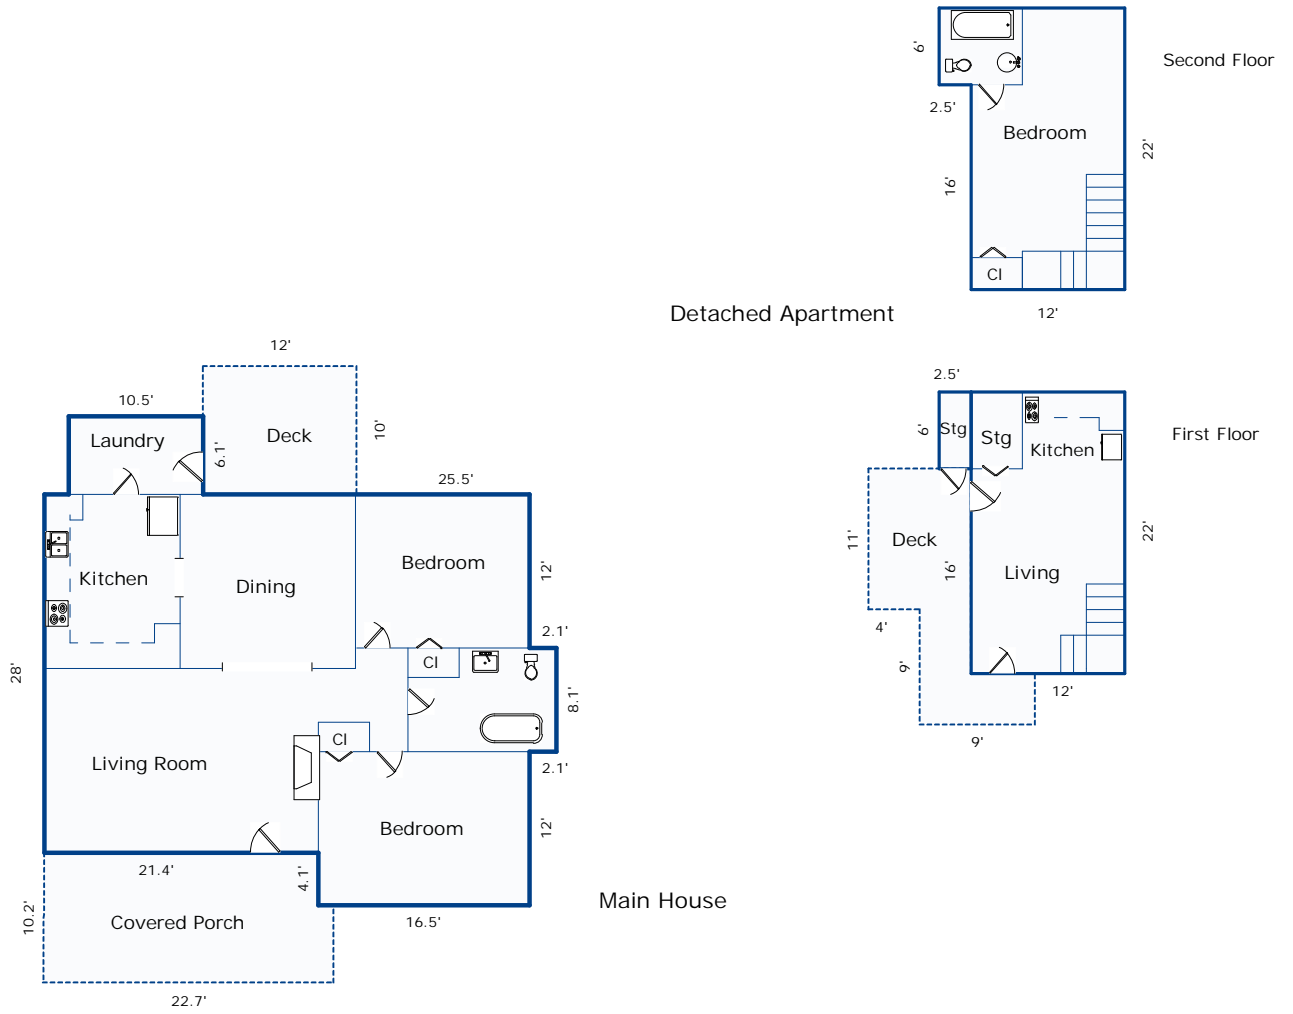 6'
Second Floor
2.5'
Bedroom
22'
16'
Cl
12'
Detached Apartment
12'
2.5'
10.5'
Laundry
6.1'
Deck
10'
6'
Stg
Stg
Kitchen
First Floor
25.5'
Bedroom
12'
Kitchen
Dining
11'
Deck
16'
Living
22'
2.1'
4'
28'
Cl
8.1'
9'
12'
Cl
Living Room
2.1'
9'
Bedroom
12'
21.4'
4.1'
Main House
10.2'
Covered Porch
16.5'
22.7'